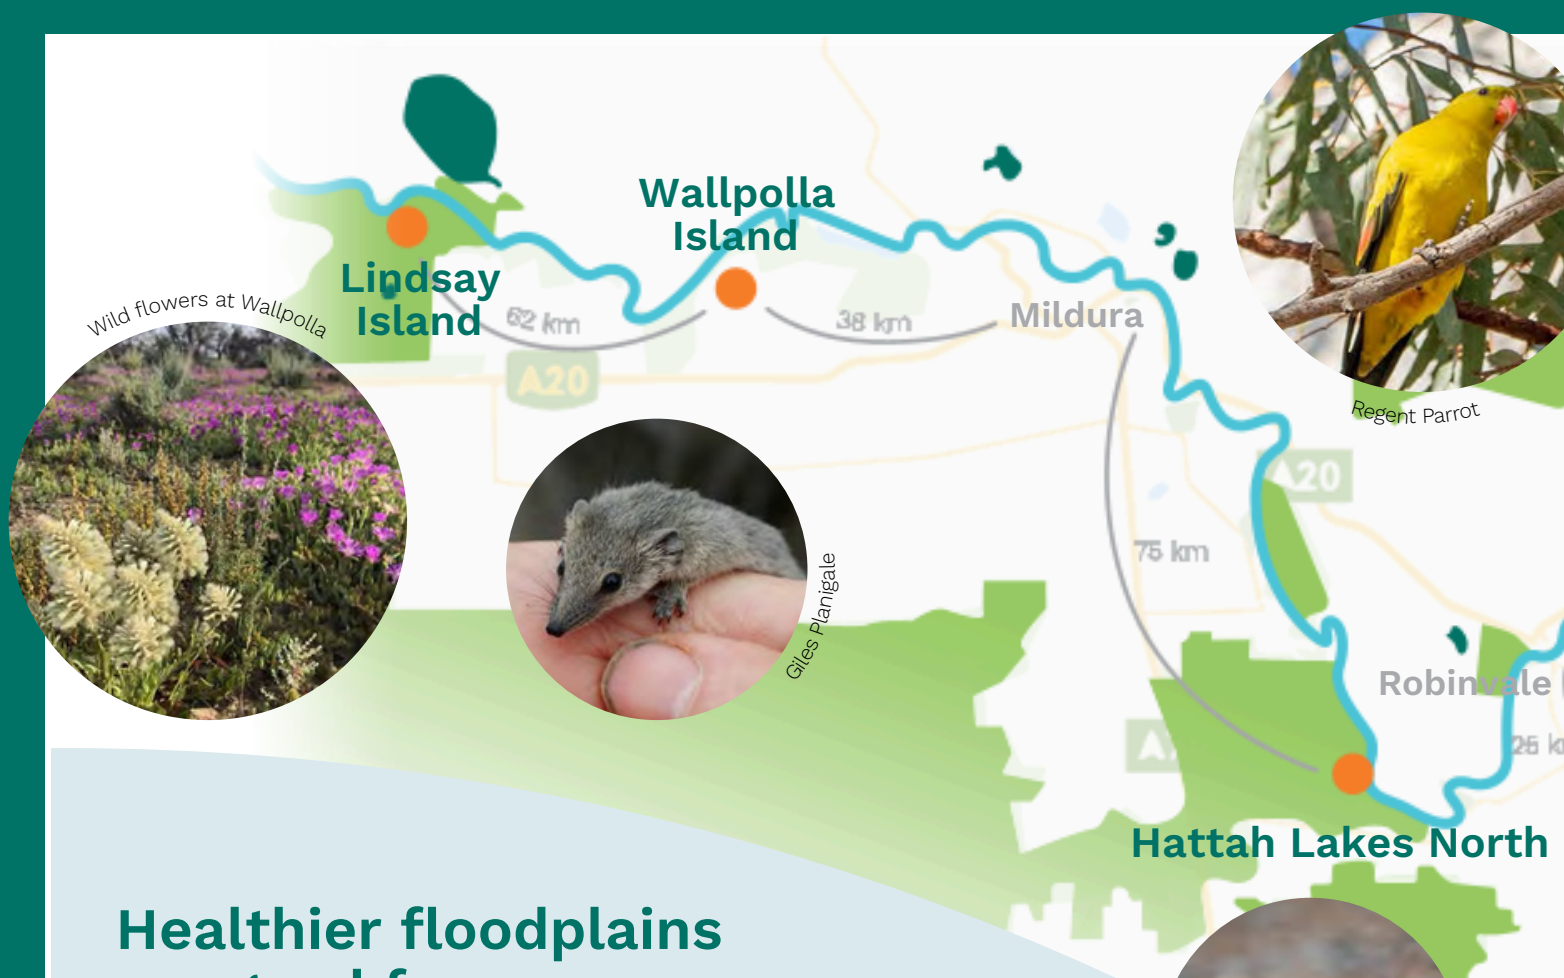 Wallpolla
Island
Lindsay
Island
Wild flowers at Wallpolla
62 km
38 km
Mildura
A20
Regent Parrot
A20
75 km
Giles Planigale
Robinvale
25
Hattah Lakes North
Healthier floodplains